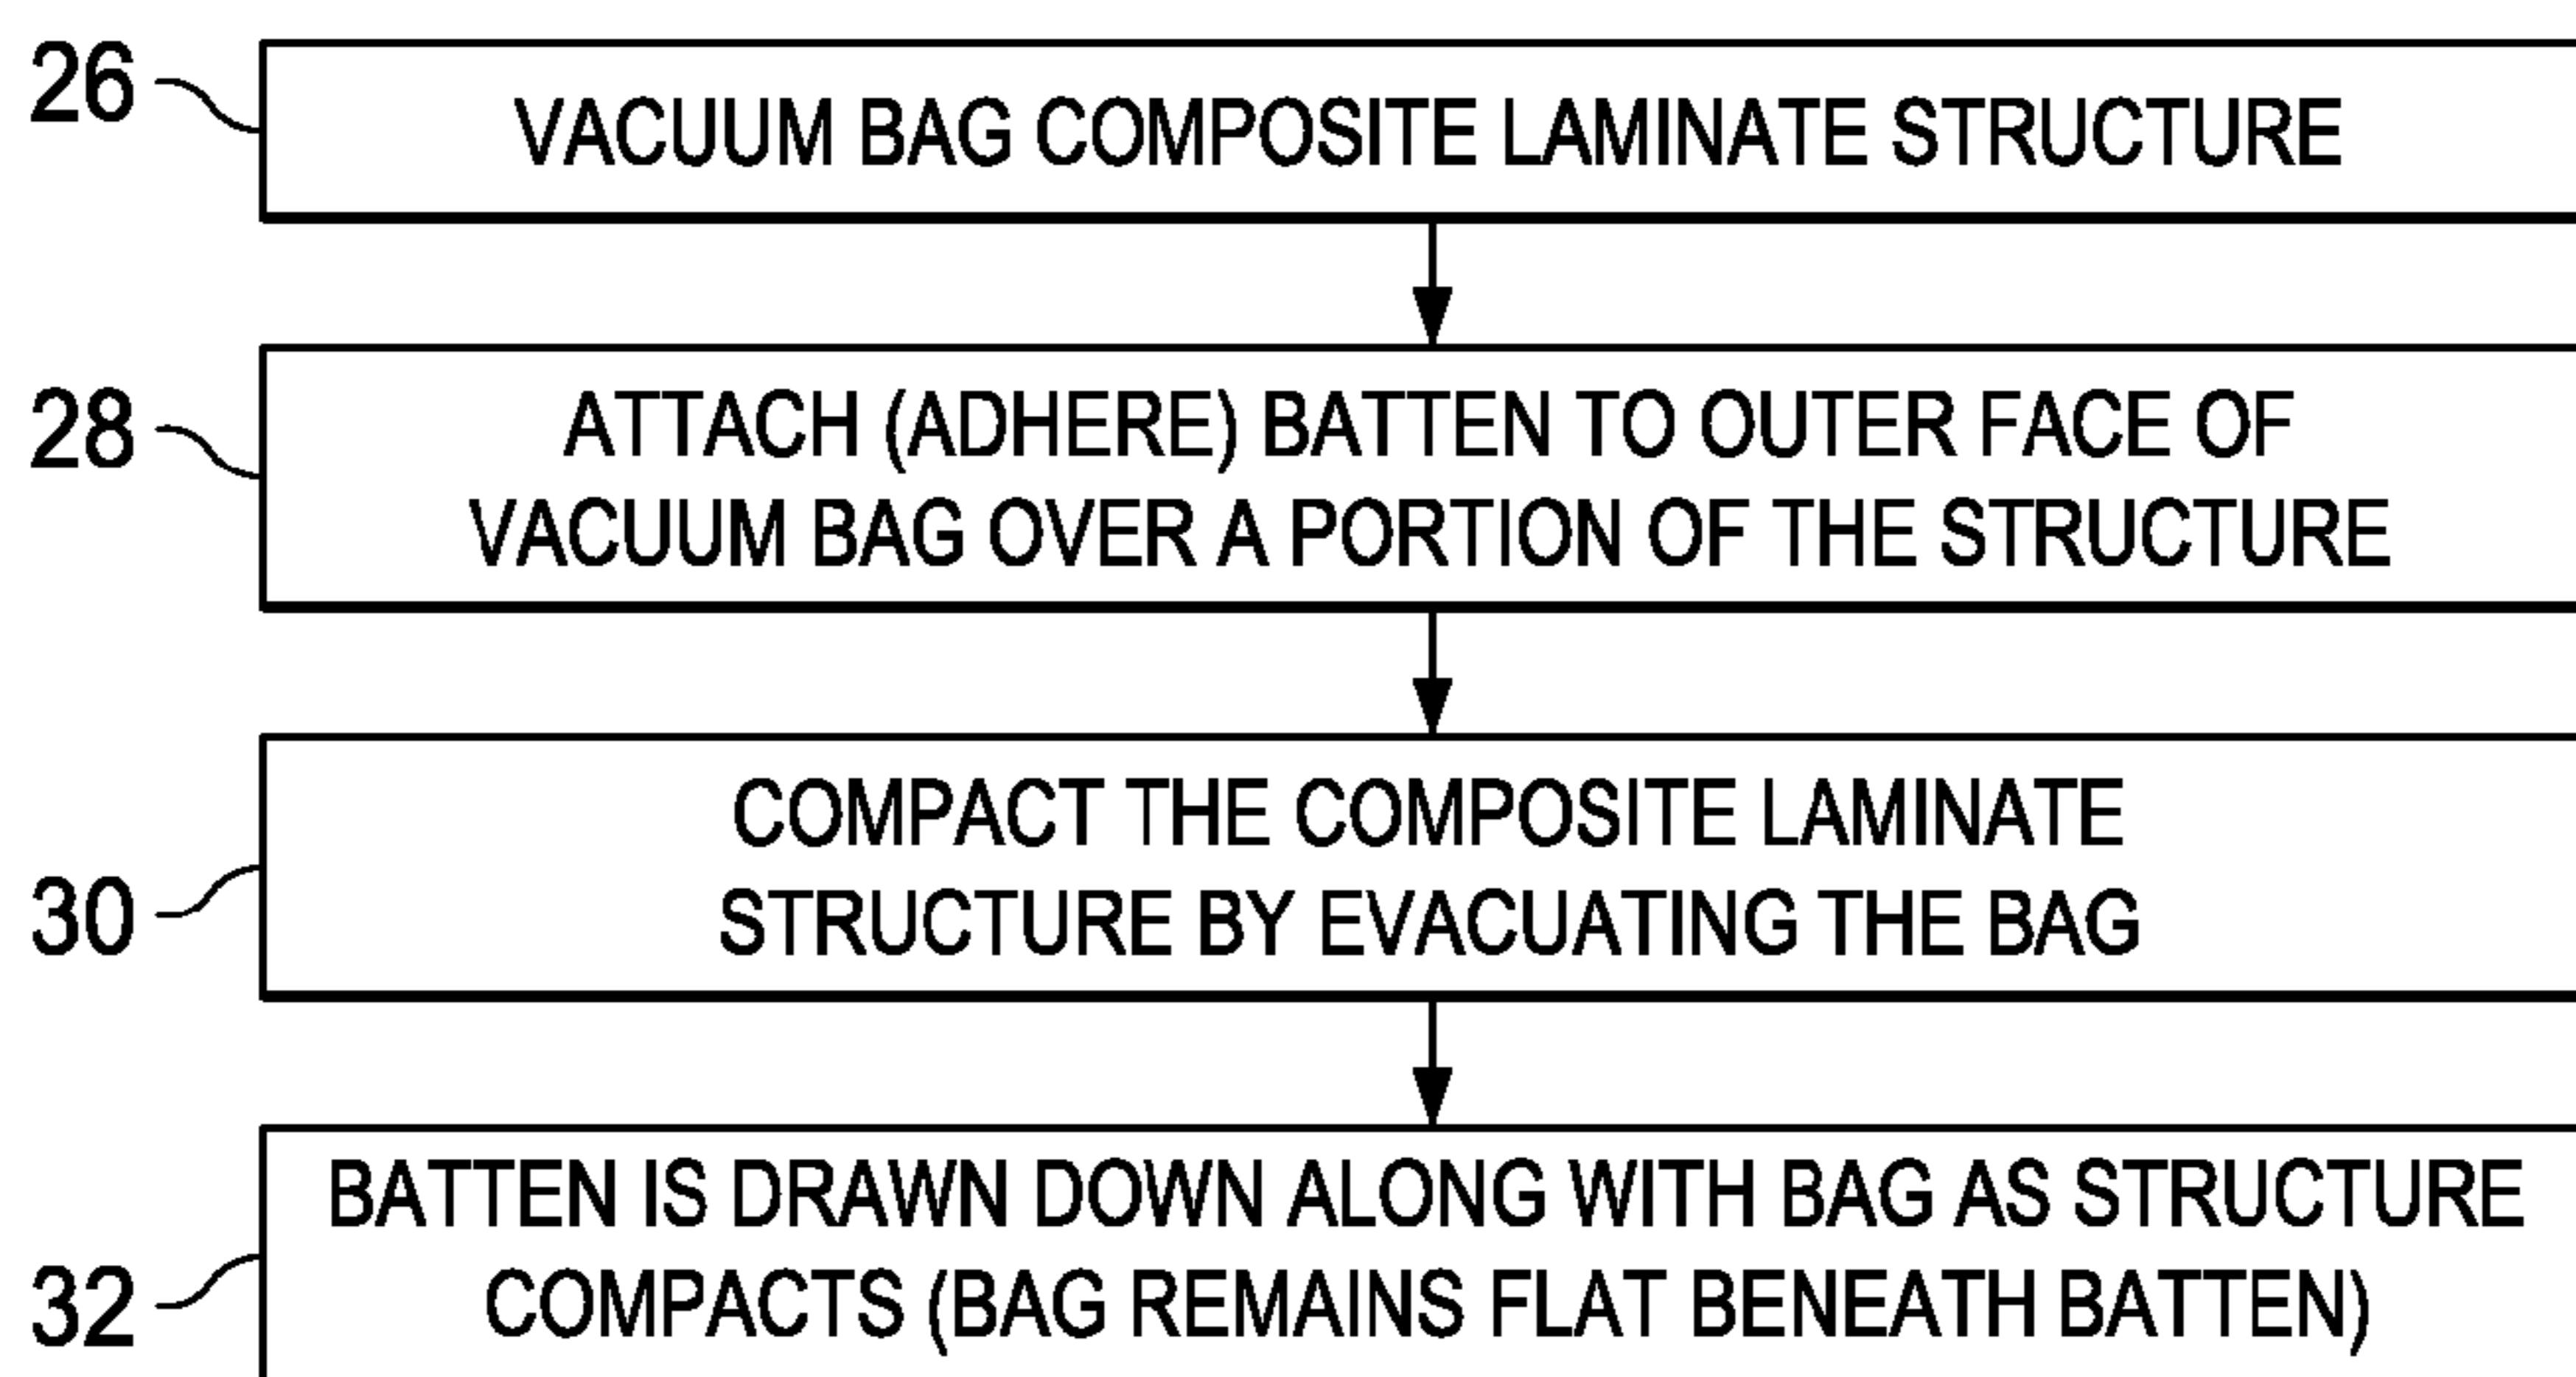 26
VACUUM BAG COMPOSITE LAMINATE STRUCTURE
28
ATTACH (ADHERE) BATTEN TO OUTER FACE OF
VACUUM BAG OVER A PORTION OF THE STRUCTURE
30
COMPACT THE COMPOSITE LAMINATE
STRUCTURE BY EVACUATING THE BAG
32
BATTEN IS DRAWN DOWN ALONG WITH BAG AS STRUCTURE
COMPACTS (BAG REMAINS FLAT BENEATH BATTEN)